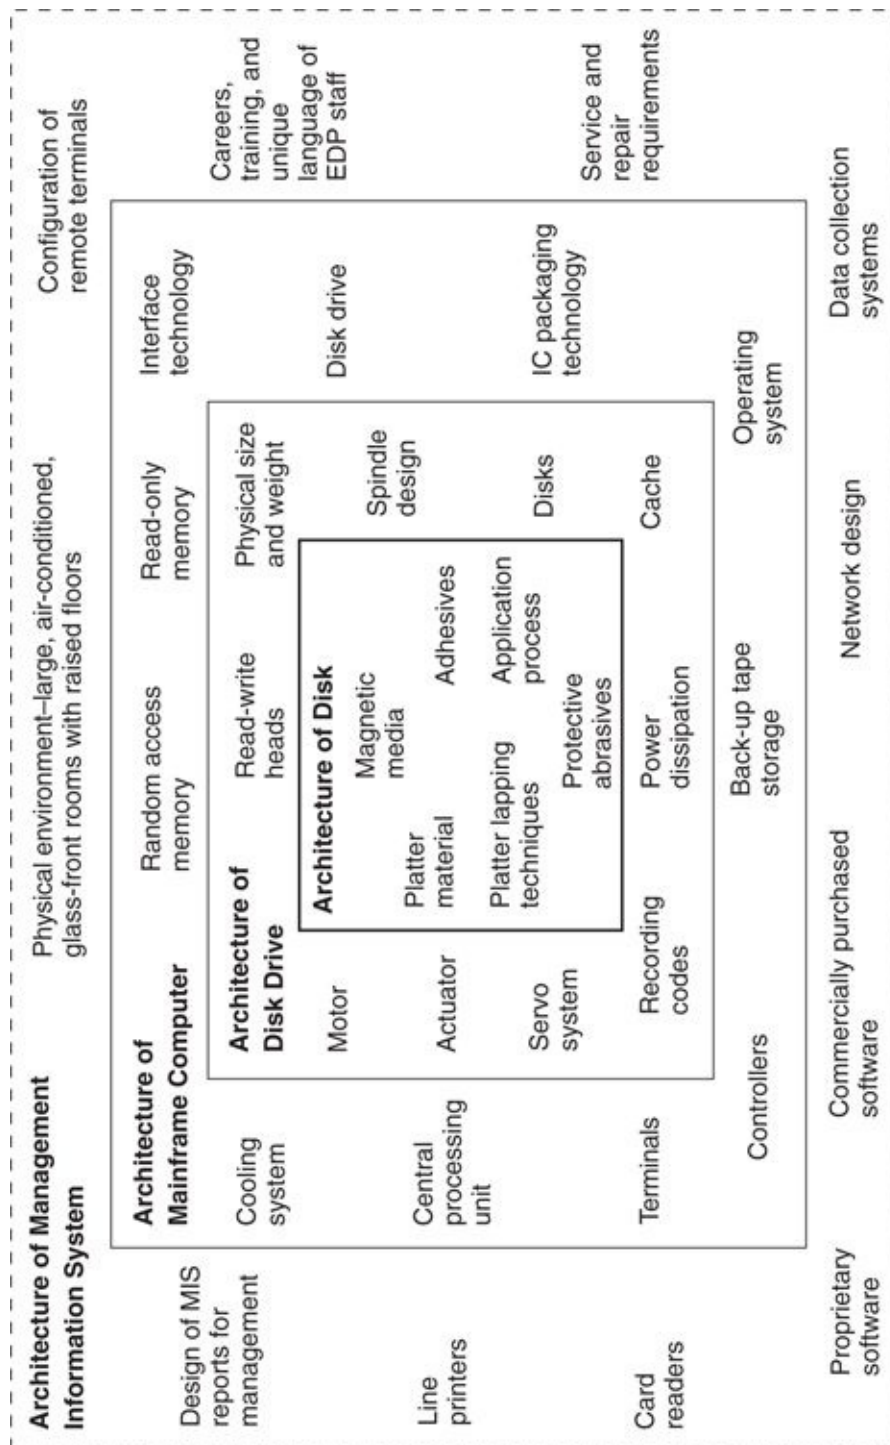 Architecture of Management
Information System
Physical environment–large, air-conditioned,
glass-front rooms with raised floors
Configuration of
remote terminals
Design of MIS
reports for
management
Line
printers
Card
readers
Proprietary
software
Commercially purchased
software
Network design
Data collection
systems
Careers,
training, and
unique
language of
EDP staff
Service and
repair
requirements
Architecture of
Mainframe Computer
Random access
memory
Read-only
memory
Interface
technology
Cooling
system
Central
processing
unit
Terminals
Controllers
Back-up tape
storage
Operating
system
Disk drive
IC packaging
technology
Architecture of
Disk Drive
Read-write
heads
Physical size
and weight
Motor
Actuator
Servo
system
Recording
codes
Power
dissipation
Cache
Spindle
design
Disks
Architecture of Disk
Magnetic
media
Platter
material
Adhesives
Platter lapping
techniques
Application
process
Protective
abrasives